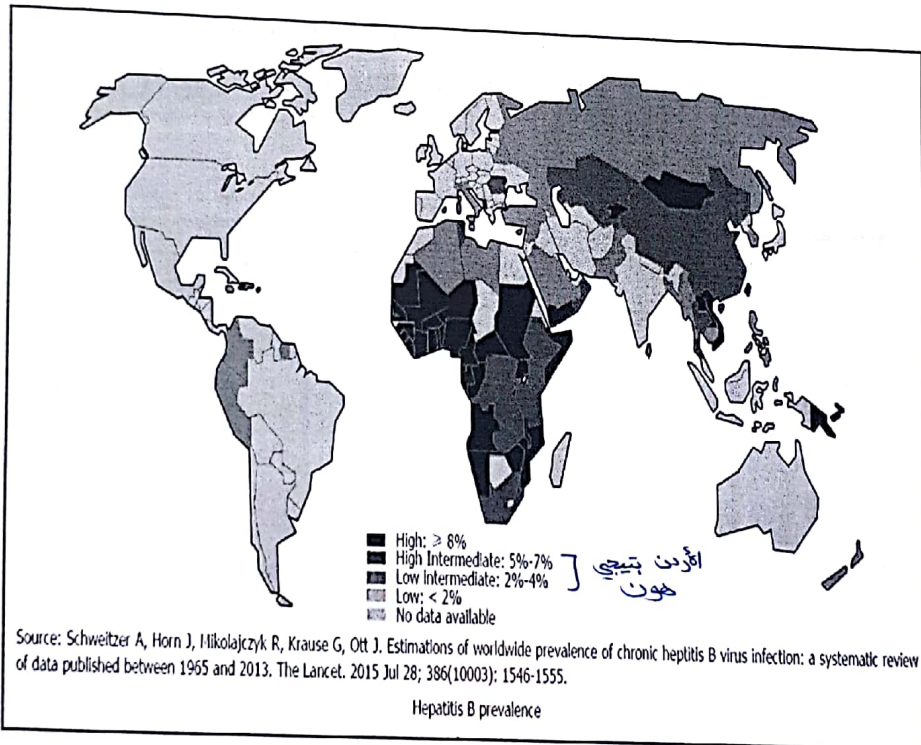 High: ⩾ 8%
High Intermediate: 5%-7%
Low Intermediate: 2%-4%
Low: < 2%
No data available
الأردن بتيجي
هون
Source: Schweitzer A, Horn J, Mikolajczyk R, Krause G, Ott J. Estimations of worldwide prevalence of chronic heptitis B virus infection: a systematic review
of data published between 1965 and 2013. The Lancet. 2015 Jul 28; 386(10003): 1546-1555.
Hepatitis B prevalence